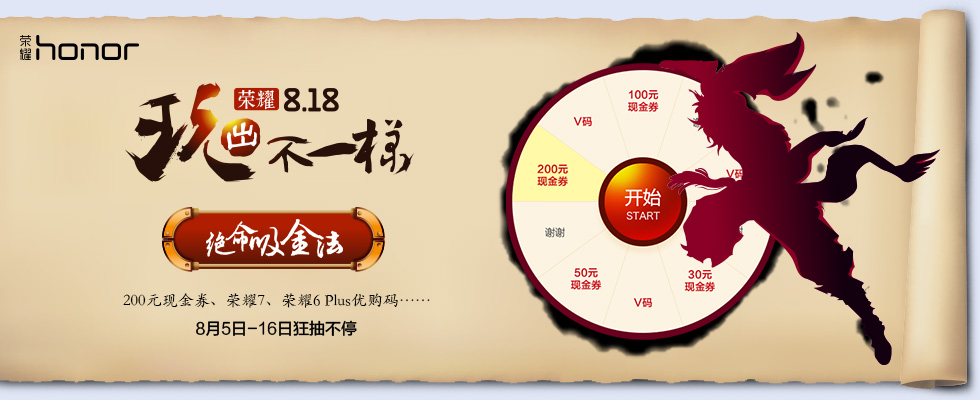 荣耀 honor
荣耀 8.18
玩出不一样
绝命吸金法
200元现金券、荣耀7、荣耀6 Plus优购码……
8月5日-16日狂抽不停
100元
现金券
V码
200元
现金券
V码
开始
START
谢谢
50元
现金券
30元
现金券
V码